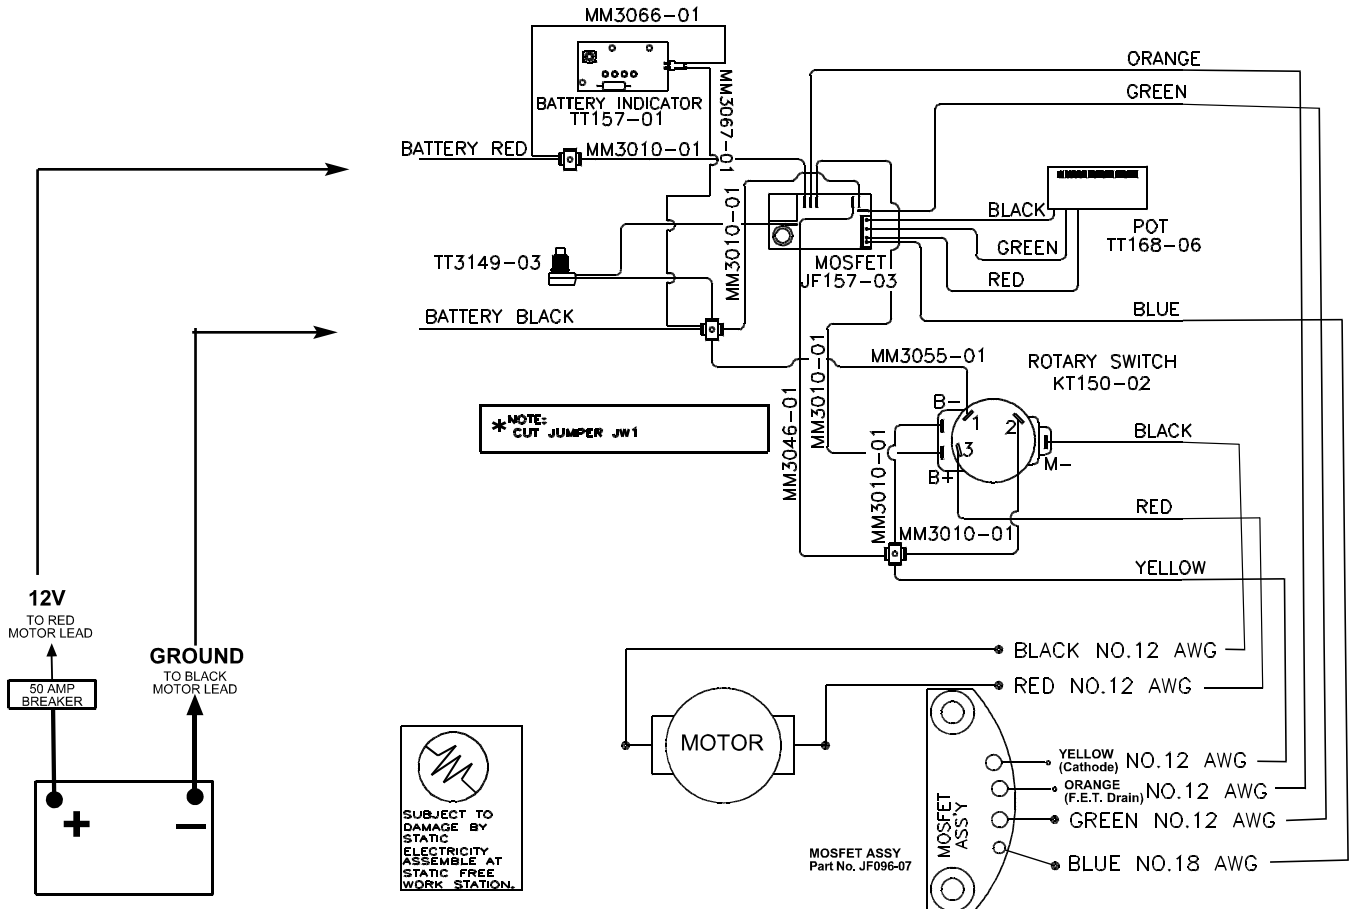 MM3066-01
BATTERY INDICATOR
TT157-01
MM3067-01
ORANGE
GREEN
BATTERY RED
MM3010-01
BLACK
POT
TT168-06
GREEN
RED
MM3010-01
TT3149-03
MOSFET
JF157-03
BATTERY BLACK
BLUE
MM3055-01
ROTARY SWITCH
KT150-02
MM3046-01
MM3010-01
*NOTE:
CUT JUMPER JW1
B-
1
2
3
B+
M-
BLACK
MM3010-01
RED
MM3010-01
YELLOW
12V
TO RED
MOTOR LEAD
50 AMP
BREAKER
GROUND
TO BLACK
MOTOR LEAD
+
-
BLACK NO.12 AWG
RED NO.12 AWG
MOTOR
YELLOW
(Cathode) NO.12 AWG
ORANGE
(F.E.T. Drain) NO.12 AWG
GREEN NO.12 AWG
BLUE NO.18 AWG
MOSFET
ASS'Y
MOSFET ASSY
Part No. JF096-07
SUBJECT TO
DAMAGE BY
STATIC
ELECTRICITY
ASSEMBLE AT
STATIC FREE
WORK STATION.